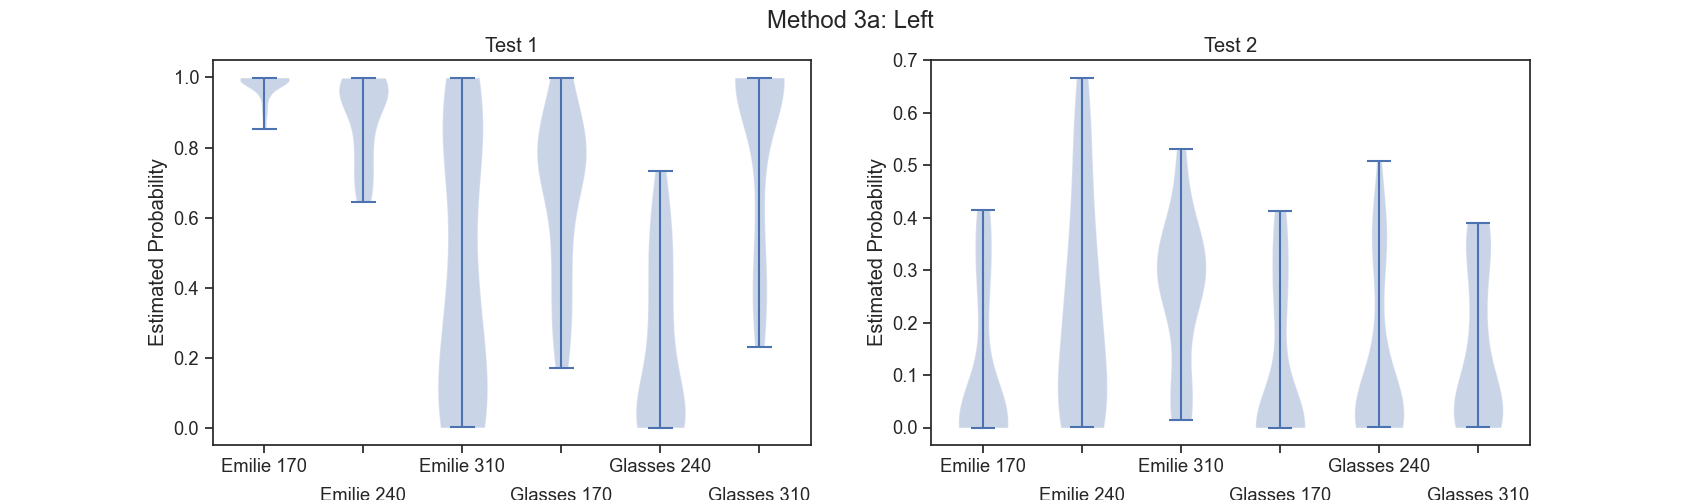 Method 3a: Left
Test 1
Estimated Probability
1.0
0.8
0.6
0.4
0.2
0.0
Emilie 170
Emilie 240
Emilie 310
Glasses 170
Glasses 240
Glasses 310
Test 2
Estimated Probability
0.7
0.6
0.5
0.4
0.3
0.2
0.1
0.0
Emilie 170
Emilie 240
Emilie 310
Glasses 170
Glasses 240
Glasses 310